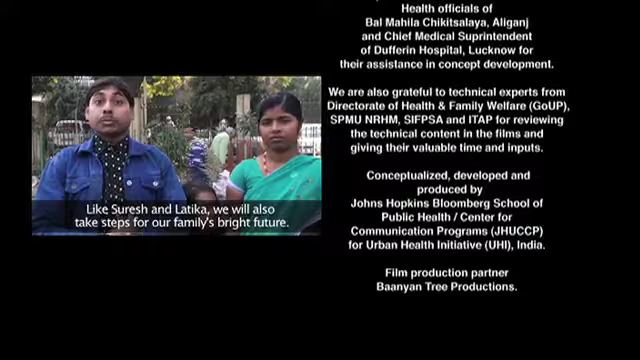 Health officials of
Bal Mahila Chikitsalaya, Aliganj
and Chief Medical Suprintendent
of Dufferin Hospital, Lucknow for
their assistance in concept development.
We are also grateful to technical experts from
Directorate of Health & Family Welfare (GoUP),
SPMU NRHM, SIFPSA and ITAP for reviewing
the technical content in the films and
giving their valuable time and inputs.
Conceptualized, developed and
produced by
Johns Hopkins Bloomberg School of
Public Health / Center for
Communication Programs (JHUCCP)
for Urban Health Initiative (UHI), India.
Film production partner
Baanyan Tree Productions.
Like Suresh and Latika, we will also
take steps for our family's bright future.